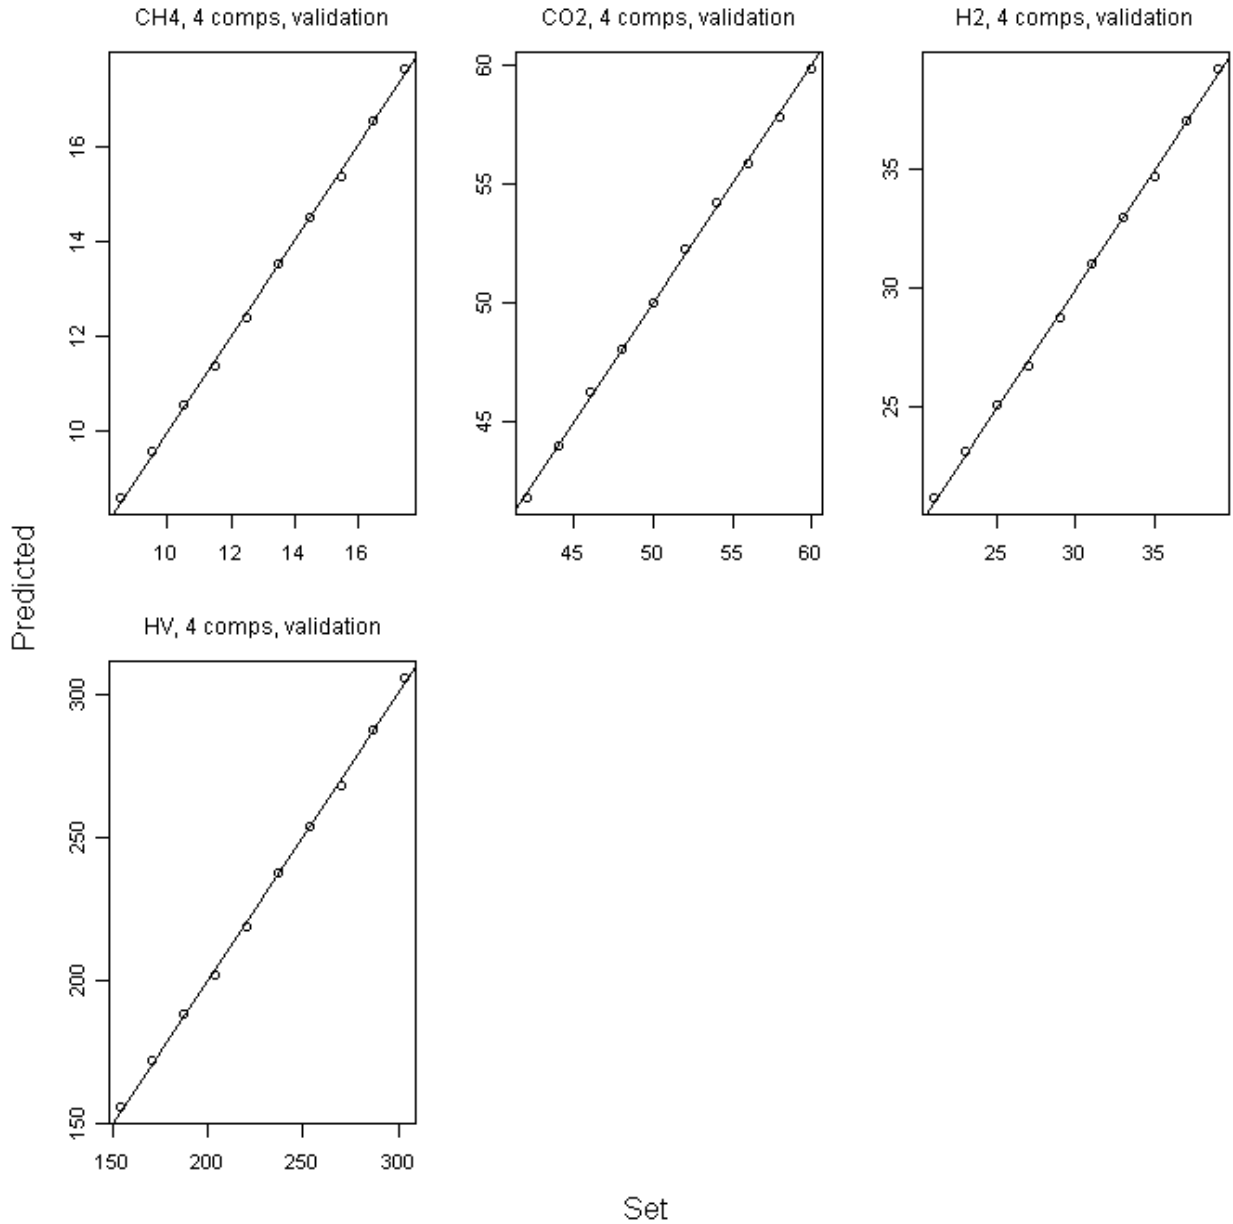 CH4, 4 comps, validation
16
14
12
10
10 12 14 16
CO2, 4 comps, validation
60
55
50
45
45 50 55 60
H2, 4 comps, validation
35
30
25
25 30 35
Predicted
HV, 4 comps, validation
300
250
200
150
150 200 250 300
Set